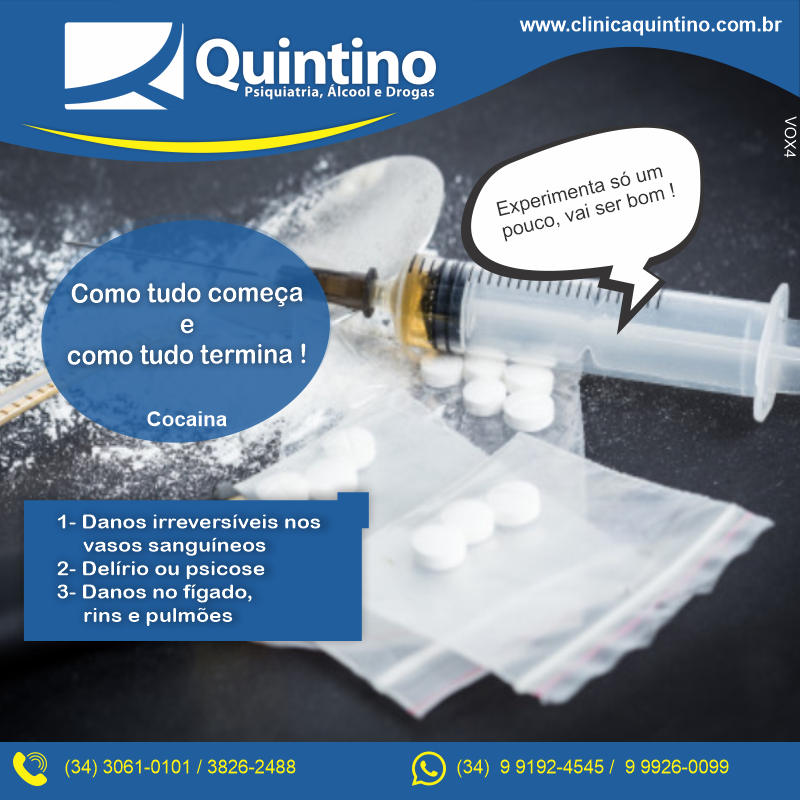 www.clinicaquintino.com.br
Quintino
Psiquiatria, Álcool e Drogas
VOX4
Experimenta só um
pouco, vai ser bom !
Como tudo começa
e
como tudo termina !
Cocaina
1- Danos irreversíveis nos
vasos sanguíneos
2- Delírio ou psicose
3- Danos no fígado,
rins e pulmões
(34) 3061-0101 / 3826-2488
(34) 9 9192-4545 / 9 9926-0099